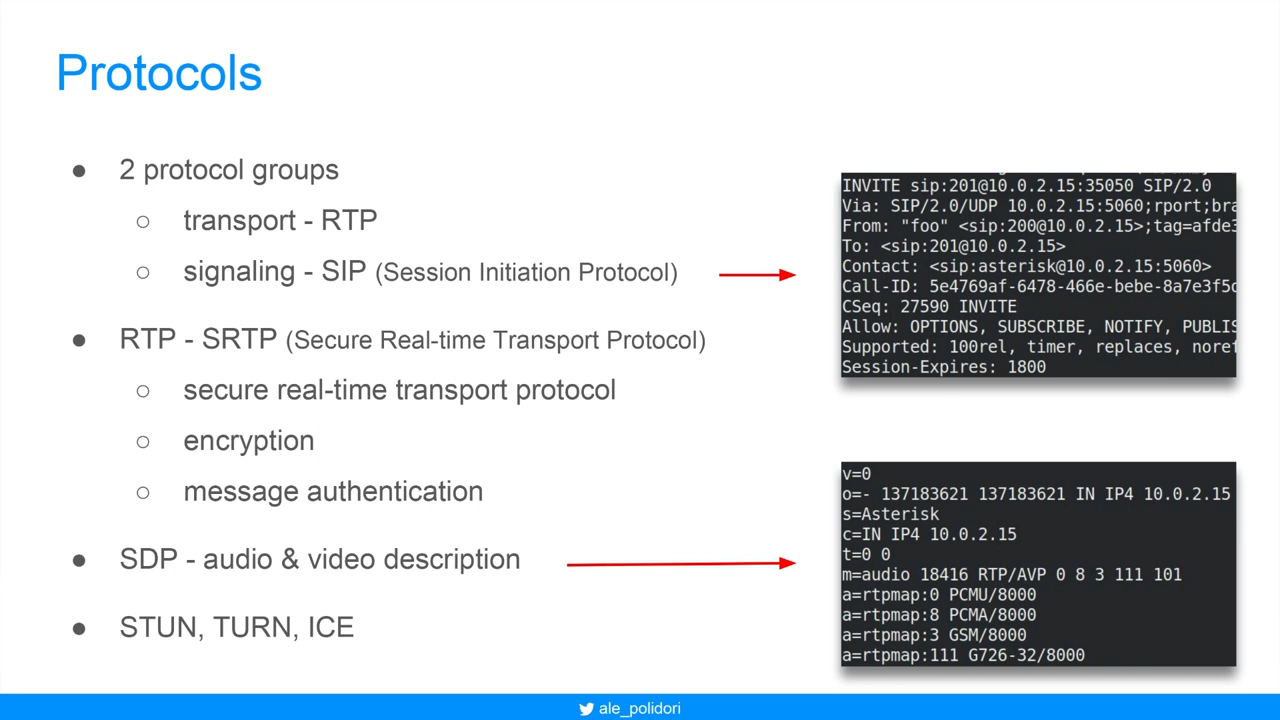 Protocols
● 2 protocol groups
○ transport - RTP
○ signaling - SIP (Session Initiation Protocol)
● RTP - SRTP (Secure Real-time Transport Protocol)
○ secure real-time transport protocol
○ encryption
○ message authentication
● SDP - audio & video description
● STUN, TURN, ICE
INVITE sip:201@10.0.2.15:35050 SIP/2.0
Via: SIP/2.0/UDP 10.0.2.15:5060;rport;bra
From: "foo" <sip:200@10.0.2.15>;tag=afde3
To: <sip:201@10.0.2.15>
Contact: <sip:asterisk@10.0.2.15:5060>
Call-ID: 5e4769af-6478-466e-bebe-8a7e3f5c
CSeq: 27590 INVITE
Allow: OPTIONS, SUBSCRIBE, NOTIFY, PUBLIS
Supported: 100rel, timer, replaces, noref
Session-Expires: 1800
v=0
o=- 137183621 137183621 IN IP4 10.0.2.15
s=Asterisk
c=IN IP4 10.0.2.15
t=0 0
m=audio 18416 RTP/AVP 0 8 3 111 101
a=rtpmap:0 PCMU/8000
a=rtpmap:8 PCMA/8000
a=rtpmap:3 GSM/8000
a=rtpmap:111 G726-32/8000
ale_polidori